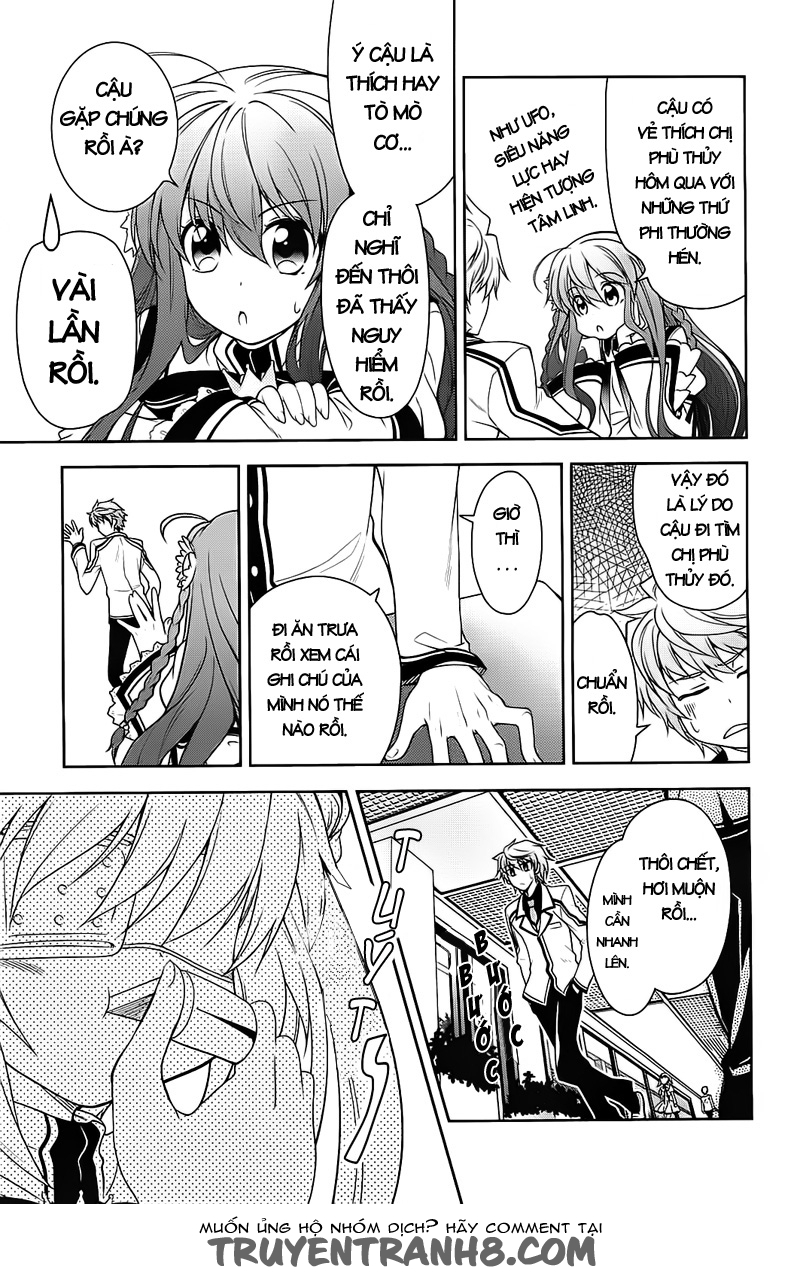 CẬU CÓ
VẺ THÍCH CHỊ
PHÙ THỦY
HÔM QUA VỚI
NHỮNG THỨ
PHI THƯỜNG
HÉN.
NHƯ UFO,
SIÊU NĂNG
LỰC HAY
HIỆN TƯỢNG
TÂM LINH.
Ý CẬU LÀ
THÍCH HAY
TÒ MÒ
CƠ...
CHỈ
NGHĨ
ĐẾN THÔI
ĐÃ THẤY
NGUY
HIỂM
RỒI.
CẬU
GẶP CHÚNG
RỒI À?
VÀI
LẦN
RỒI.
VẬY ĐÓ
LÀ LÝ DO
CẬU ĐI TÌM
CHỊ PHÙ
THỦY ĐÓ.
CHUẨN
RỒI.
GIỜ
THÌ
...
ĐI ĂN TRƯA
RỒI XEM CÁI
GHI CHÚ CỦA
MÌNH NÓ THẾ
NÀO RỒI.
THÔI CHẾT,
HƠI MUỘN
RỒI...
MÌNH
CẦN
NHANH
LÊN.
BƯỚC
BƯỚC
TUÝTS
MUỐN ỦNG HỘ NHÓM DỊCH? HÃY COMMENT TẠI
TRUYENTRANH8.COM